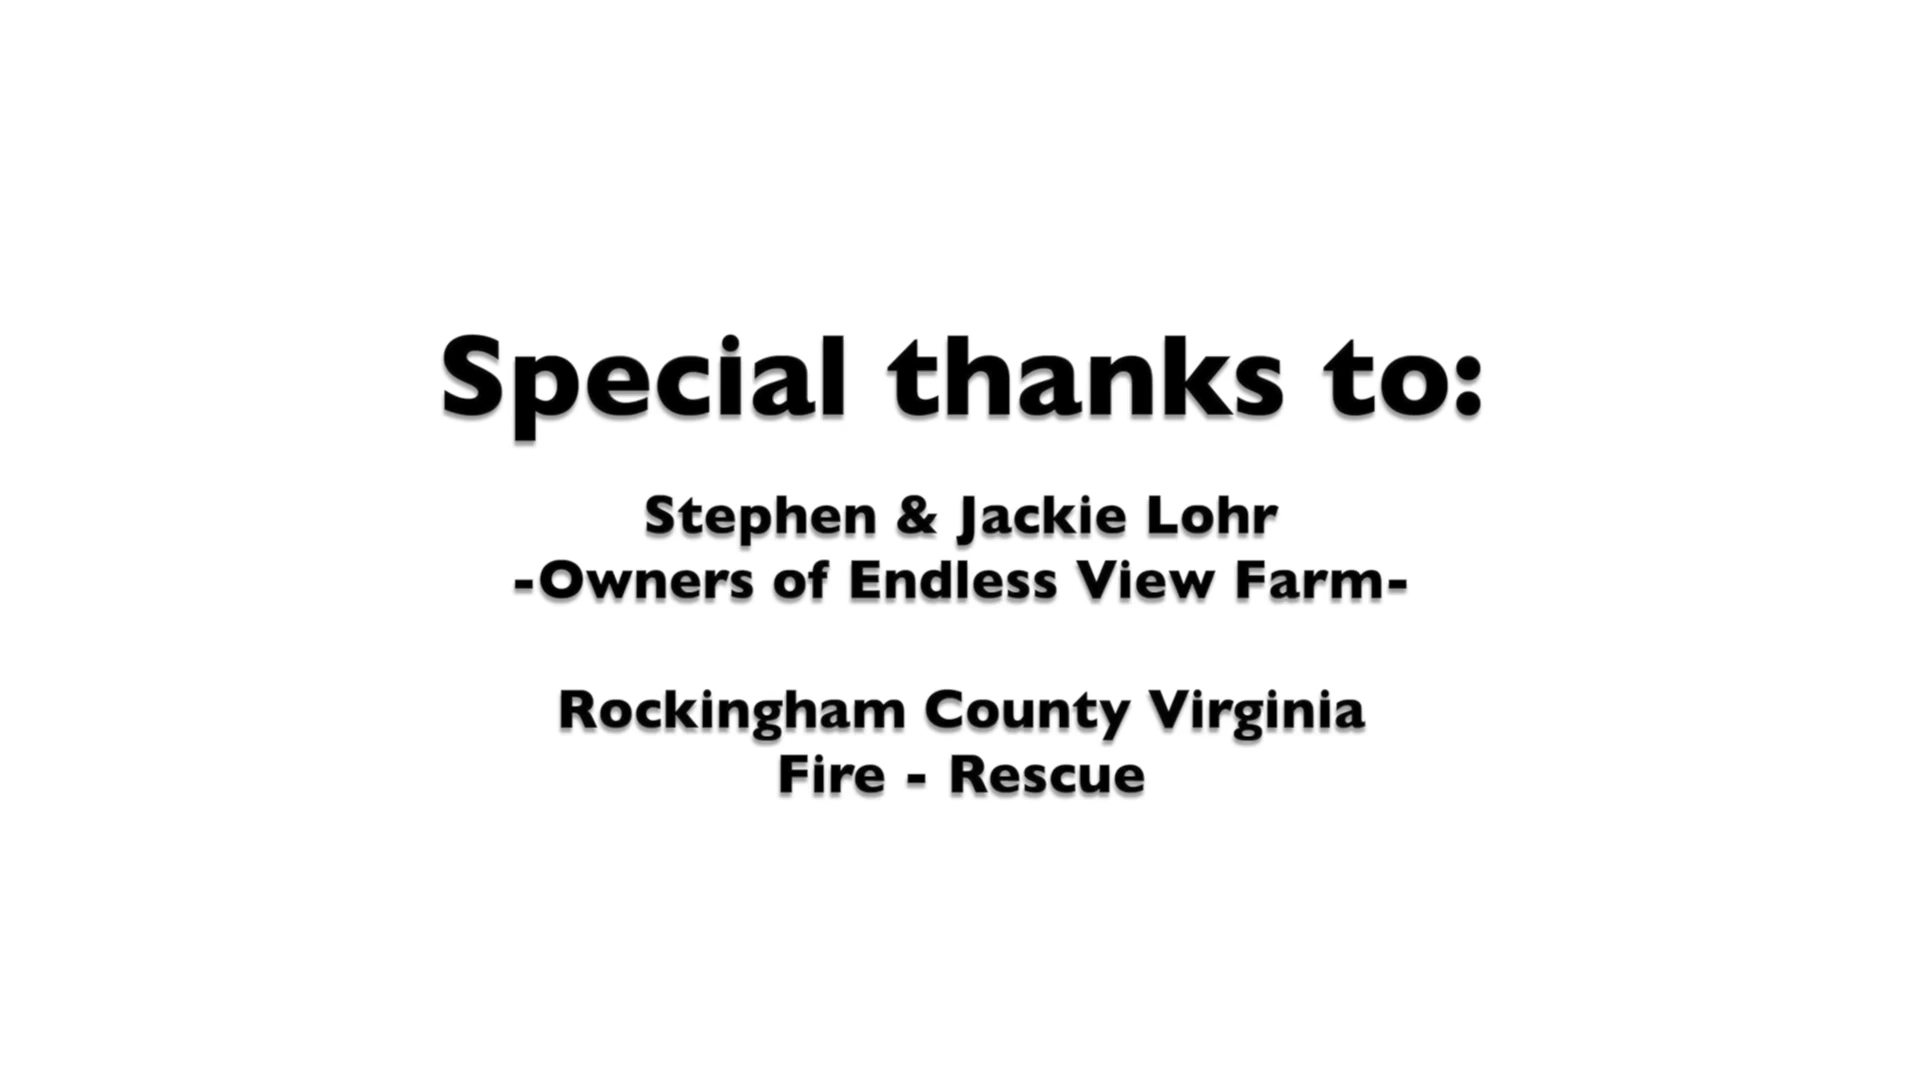 Special thanks to:
Stephen & Jackie Lohr
-Owners of Endless View Farm-
Rockingham County Virginia
Fire - Rescue